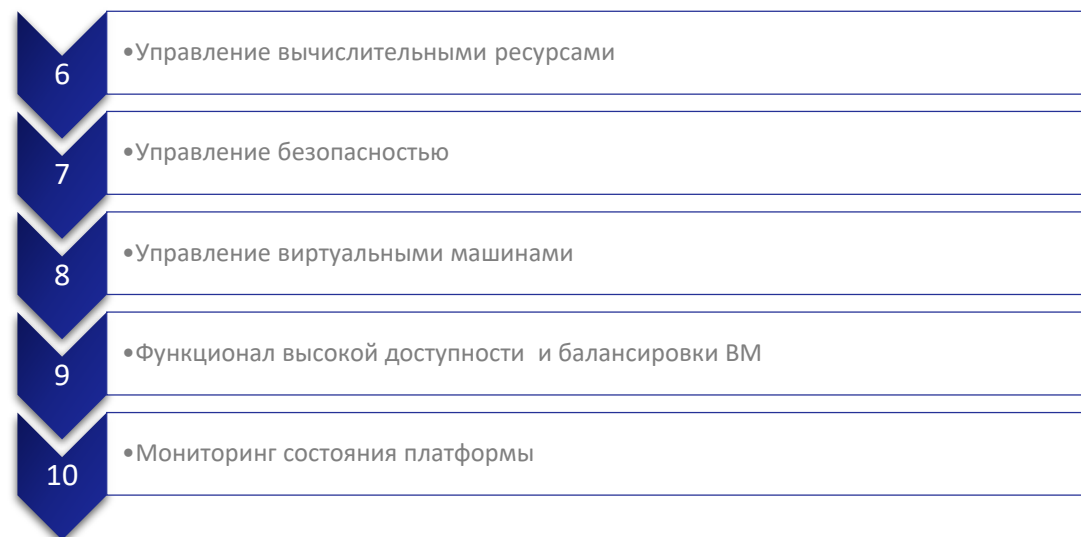 6
•Управление вычислительными ресурсами
7
•Управление безопасностью
8
•Управление виртуальными машинами
9
•Функционал высокой доступности и балансировки ВМ
10
•Мониторинг состояния платформы